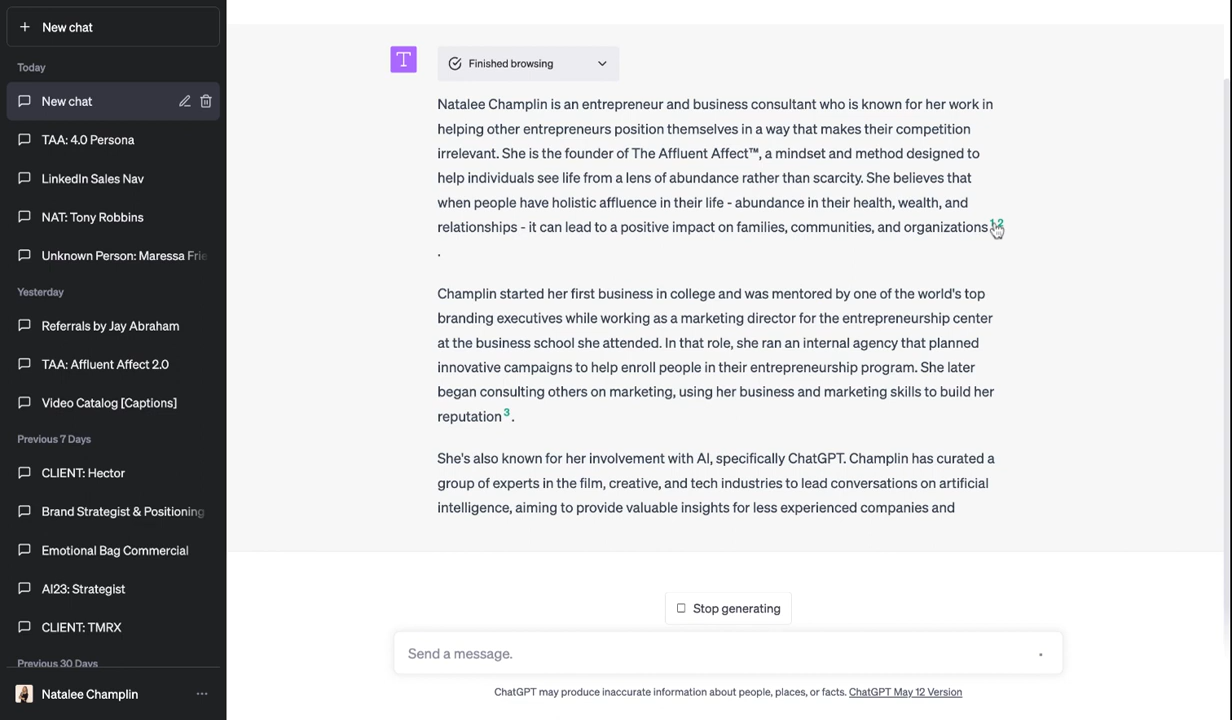 New chat
Today
New chat
TAA: 4.0 Persona
LinkedIn Sales Nav
NAT: Tony Robbins
Unknown Person: Maressa Frie
Yesterday
Referrals by Jay Abraham
TAA: Affluent Affect 2.0
Video Catalog [Captions]
Previous 7 Days
CLIENT: Hector
Brand Strategist & Positioning
Emotional Bag Commercial
AI23: Strategist
CLIENT: TMRX
Previous 30 Days
Natalee Champlin
T
Finished browsing
Natalee Champlin is an entrepreneur and business consultant who is known for her work in
helping other entrepreneurs position themselves in a way that makes their competition
irrelevant. She is the founder of The Affluent Affect™, a mindset and method designed to
help individuals see life from a lens of abundance rather than scarcity. She believes that
when people have holistic affluence in their life - abundance in their health, wealth, and
relationships - it can lead to a positive impact on families, communities, and organizations 1 2
.
Champlin started her first business in college and was mentored by one of the world's top
branding executives while working as a marketing director for the entrepreneurship center
at the business school she attended. In that role, she ran an internal agency that planned
innovative campaigns to help enroll people in their entrepreneurship program. She later
began consulting others on marketing, using her business and marketing skills to build her
reputation 3 .
She's also known for her involvement with AI, specifically ChatGPT. Champlin has curated a
group of experts in the film, creative, and tech industries to lead conversations on artificial
intelligence, aiming to provide valuable insights for less experienced companies and
Stop generating
Send a message.
ChatGPT may produce inaccurate information about people, places, or facts. ChatGPT May 12 Version